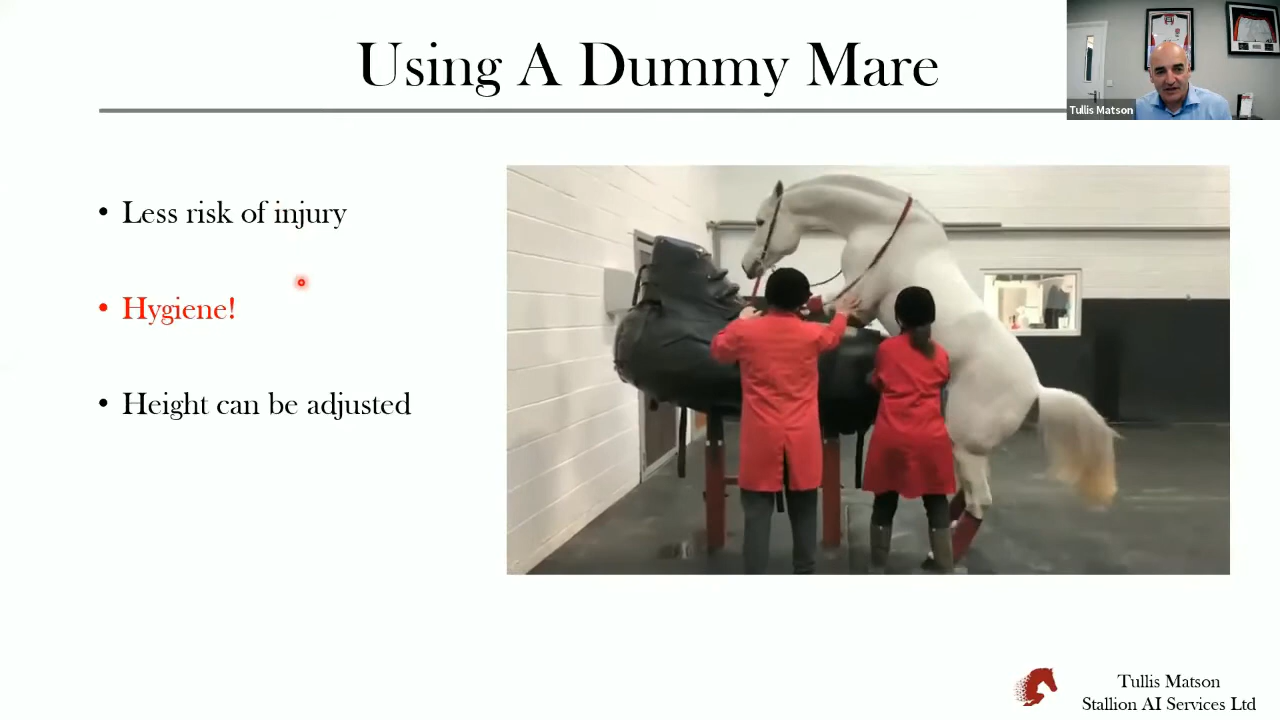 Using A Dummy Mare
Tullis Matson
• Less risk of injury
• Hygiene!
• Height can be adjusted
Tullis Matson
Stallion AI Services Ltd